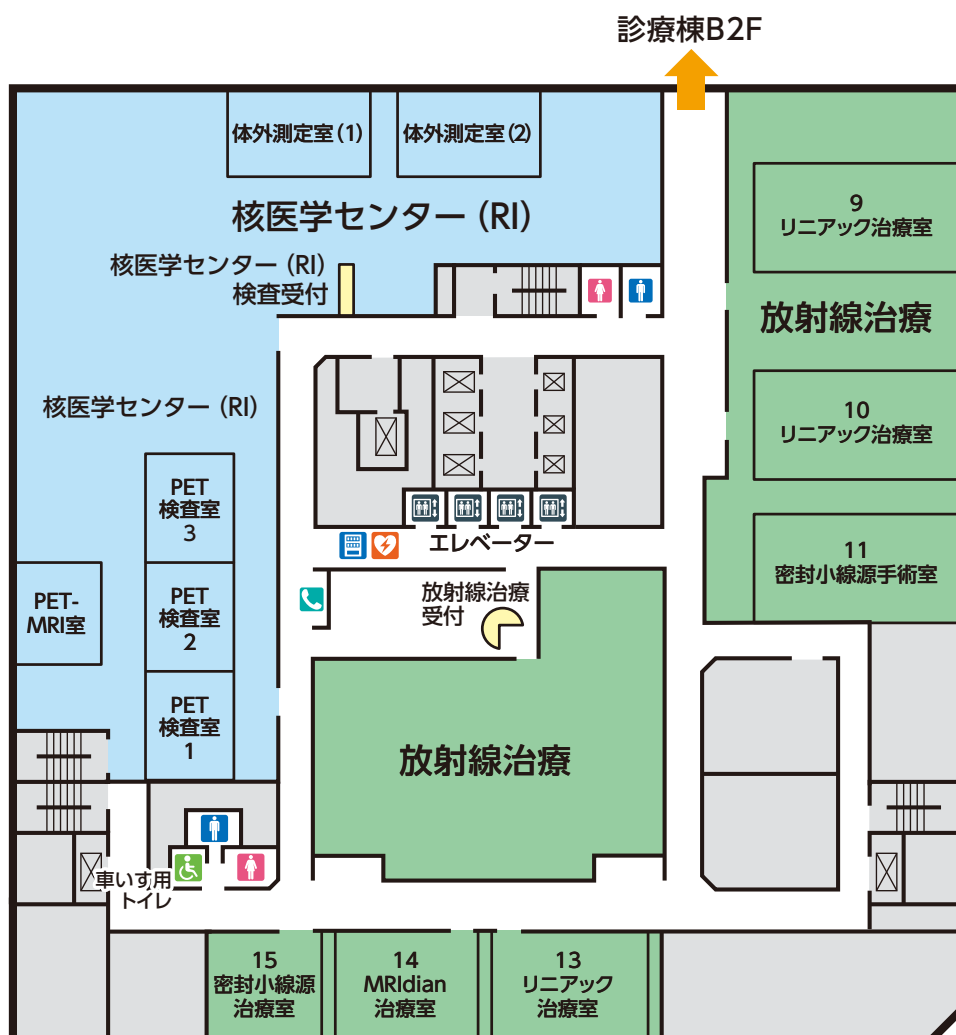 診療棟B2F
体外測定室(1)
体外測定室(2)
核医学センター(RI)
核医学センター(RI)
検査受付
9
リニアック治療室
放射線治療
核医学センター(RI)
10
リニアック治療室
PET
検査室
3
エレベーター
11
密封小線源手術室
PET-
MRI室
PET
検査室
2
放射線治療
受付
PET
検査室
1
放射線治療
車いす用
トイレ
15
密封小線源
治療室
14
MRIdian
治療室
13
リニアック
治療室